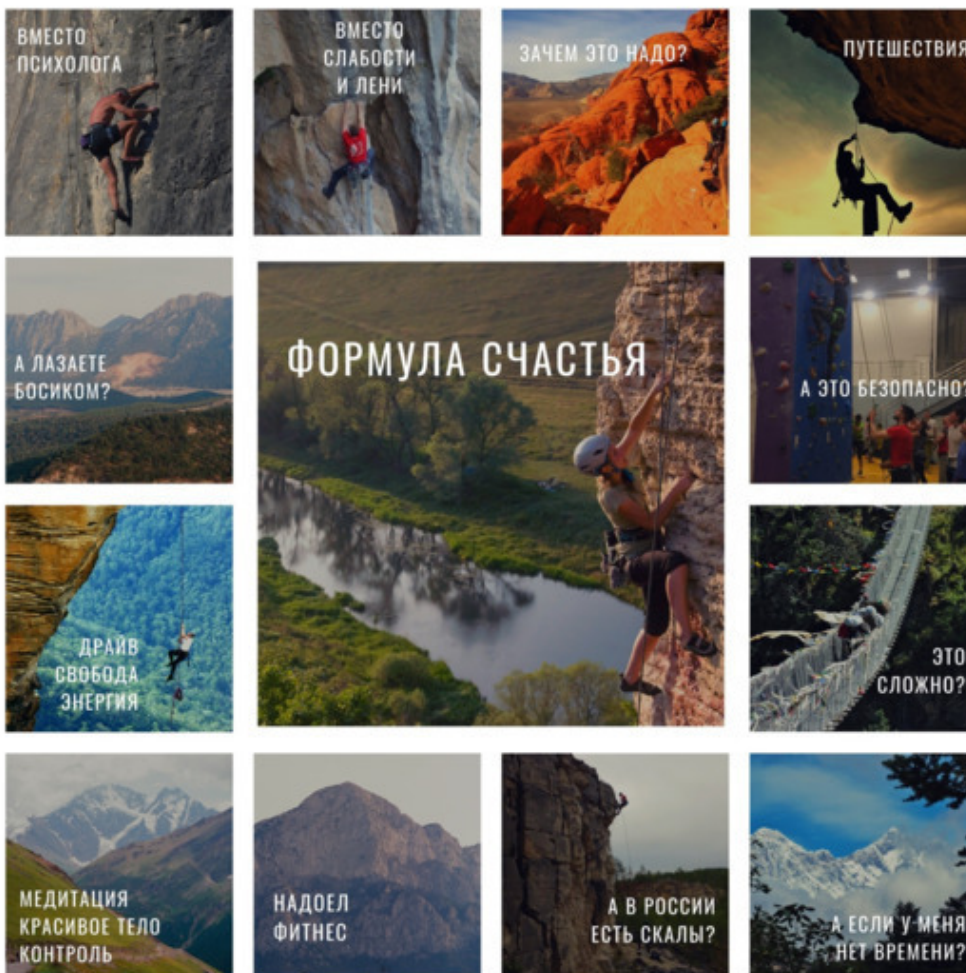 ВМЕСТО
ПСИХОЛОГА
ВМЕСТО
СЛАБОСТИ
И ЛЕНИ
ЗАЧЕМ ЭТО НАДО?
ПУТЕШЕСТВИЯ
А ЛАЗАЕТЕ
БОСИКОМ?
ФОРМУЛА СЧАСТЬЯ
А ЭТО БЕЗОПАСНО?
ДРАЙВ
СВОБОДА
ЭНЕРГИЯ
ЭТО
СЛОЖНО?
МЕДИТАЦИЯ
КРАСИВОЕ ТЕЛО
КОНТРОЛЬ
НАДОЕЛ
ФИТНЕС
А В РОССИИ
ЕСТЬ СКАЛЫ?
А ЕСЛИ У МЕНЯ
НЕТ ВРЕМЕНИ?